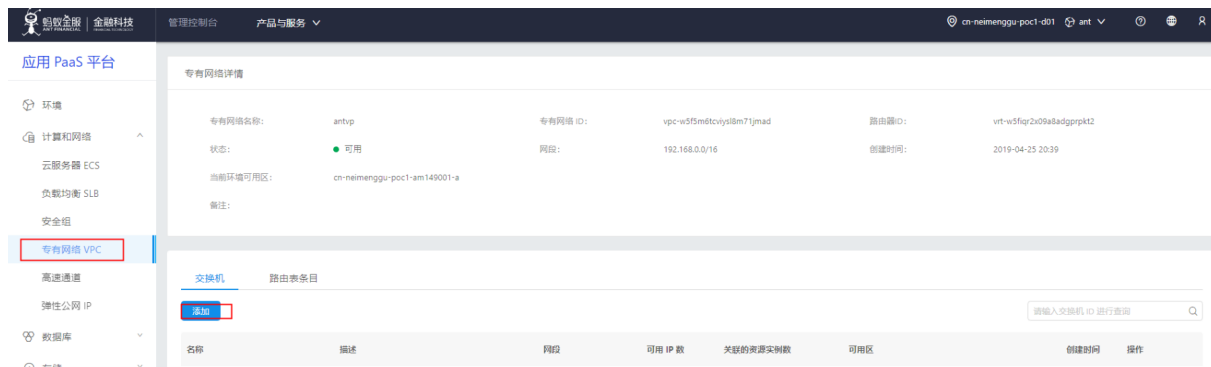 蚂蚁金服 金融科技 管理控制台 产品与服务 cn-neimenggu-poc1-d01 ant
ANT FINANCIAL
应用 PaaS 平台
专有网络详情
环境
专有网络名称: antvp 专有网络 ID: vpc-w5f5m6tcviysl8m71jmad 路由器ID: vrt-w5fiqr2x09a8adgprpkt2
计算和网络
状态: 可用 网段: 192.168.0.0/16 创建时间: 2019-04-25 20:39
云服务器 ECS
当前环境可用区: cn-neimenggu-poc1-am149001-a
负载均衡 SLB
备注:
安全组
专有网络 VPC
高速通道
交换机 路由表条目
弹性公网 IP
添加 请输入交换机 ID 进行查询
数据库
名称 描述 网段 可用 IP 数 关联的资源实例数 可用区 创建时间 操作